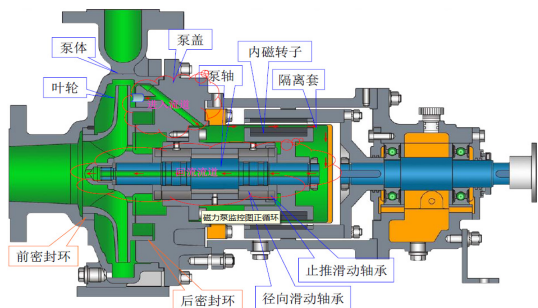 泵体
泵盖
内磁转子
叶轮
泵轴
隔离套
磁力泵监控图正循环
前密封环
止推滑动轴承
后密封环
径向滑动轴承